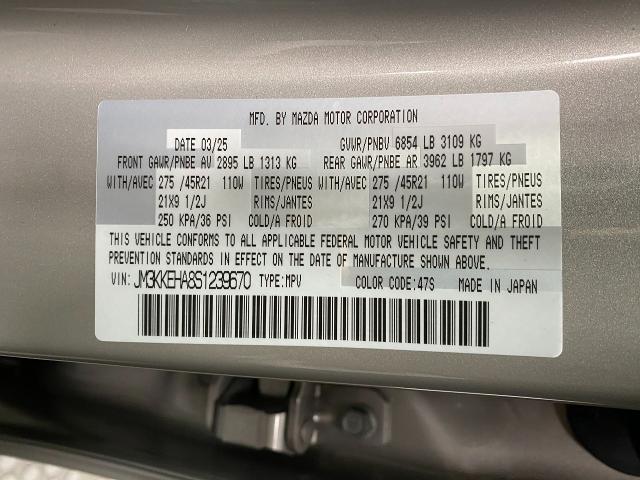 MFD. BY MAZDA MOTOR CORPORATION
DATE 03/25 GVWR/PNBV 6854 LB 3109 KG
FRONT GAWR/PNBE AV 2895 LB 1313 KG REAR GAWR/PNBE AR 3962 LB 1797 KG
WITH/AVEC 275 /45R21 110W TIRES/PNEUS WITH/AVEC 275 /45R21 110W TIRES/PNEUS
21X9 1/2J RIMS/JANTES 21X9 1/2J RIMS/JANTES
250 KPA/36 PSI COLD/A FROID 270 KPA/39 PSI COLD/A FROID
THIS VEHICLE CONFORMS TO ALL APPLICABLE FEDERAL MOTOR VEHICLE SAFETY AND THEFT
PREVENTION STANDARDS IN EFFECT ON THE DATE OF MANUFACTURE SHOWN ABOVE.
VIN: JM3KKEHA8S1239670 TYPE:MPV COLOR CODE:47S MADE IN JAPAN